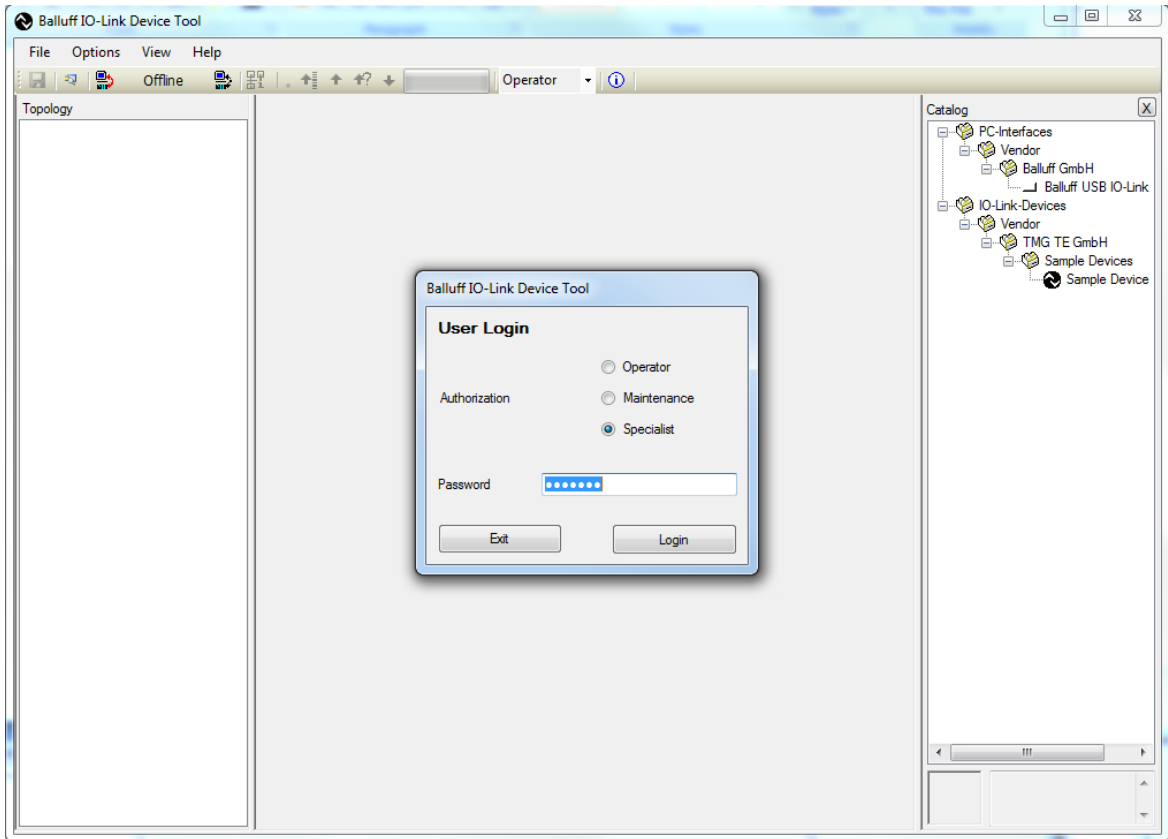 Balluff IO-Link Device Tool
File Options View Help
Offline Operator
Topology
Catalog X
PC-Interfaces
Vendor
Balluff GmbH
Balluff USB IO-Link
IO-Link-Devices
Vendor
TMG TE GmbH
Sample Devices
Sample Device
Balluff IO-Link Device Tool
User Login
Operator
Authorization Maintenance
Specialist
Password •••••••
Exit Login